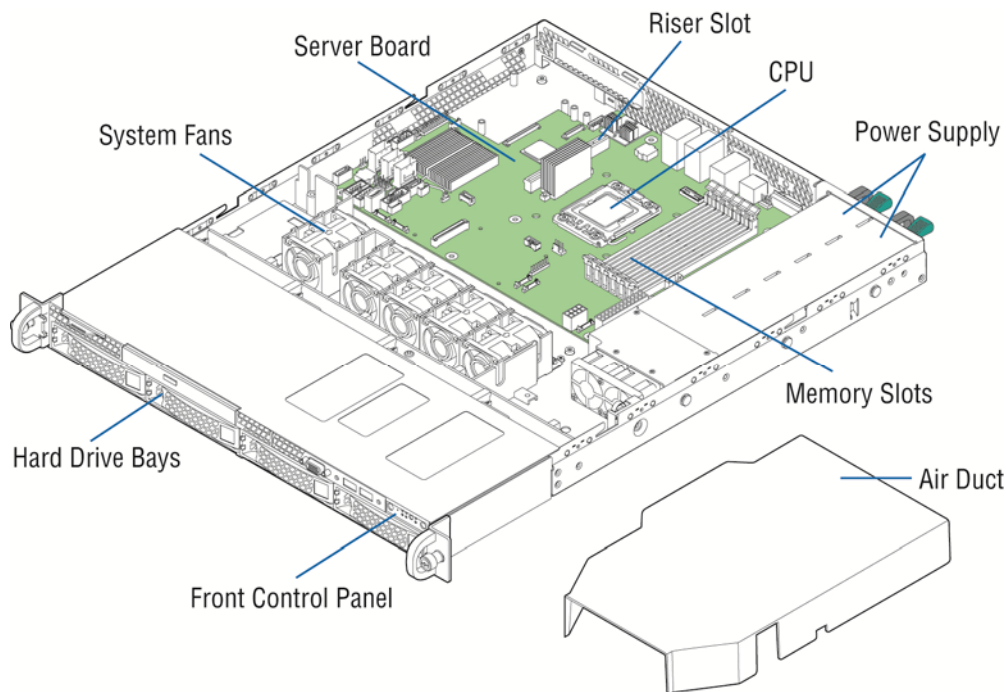 Riser Slot
Server Board
CPU
System Fans
Power Supply
Memory Slots
Hard Drive Bays
Air Duct
Front Control Panel